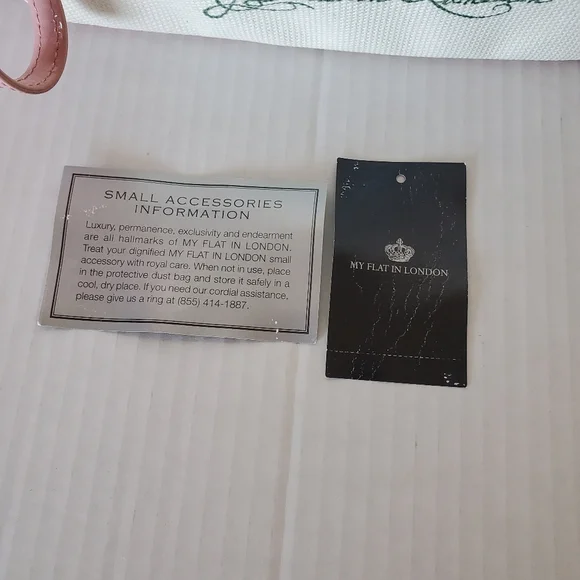 SMALL ACCESSORIES
INFORMATION
Luxury, permanence, exclusivity and endearment
are all hallmarks of MY FLAT IN LONDON.
Treat your dignified MY FLAT IN LONDON small
accessory with royal care. When not in use, place
in the protective dust bag and store it safely in a
cool, dry place. If you need our cordial assistance,
please give us a ring at (855) 414-1887.
MY FLAT IN LONDON